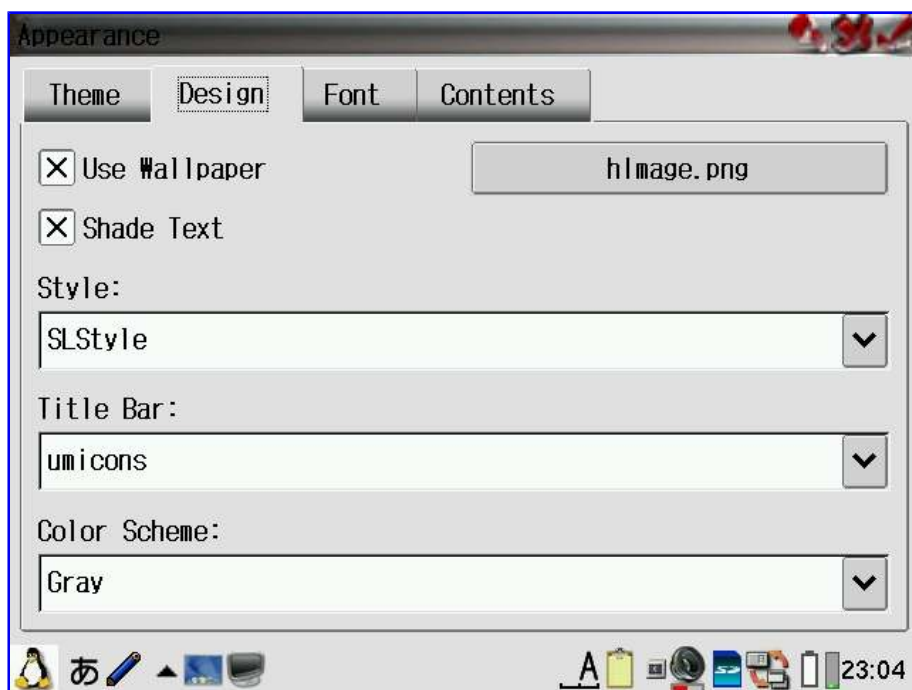 Appearance
Theme Design Font Contents
Use Wallpaper hImage.png
Shade Text
Style:
SLStyle
Title Bar:
umicons
Color Scheme:
Gray
あ A 23:04